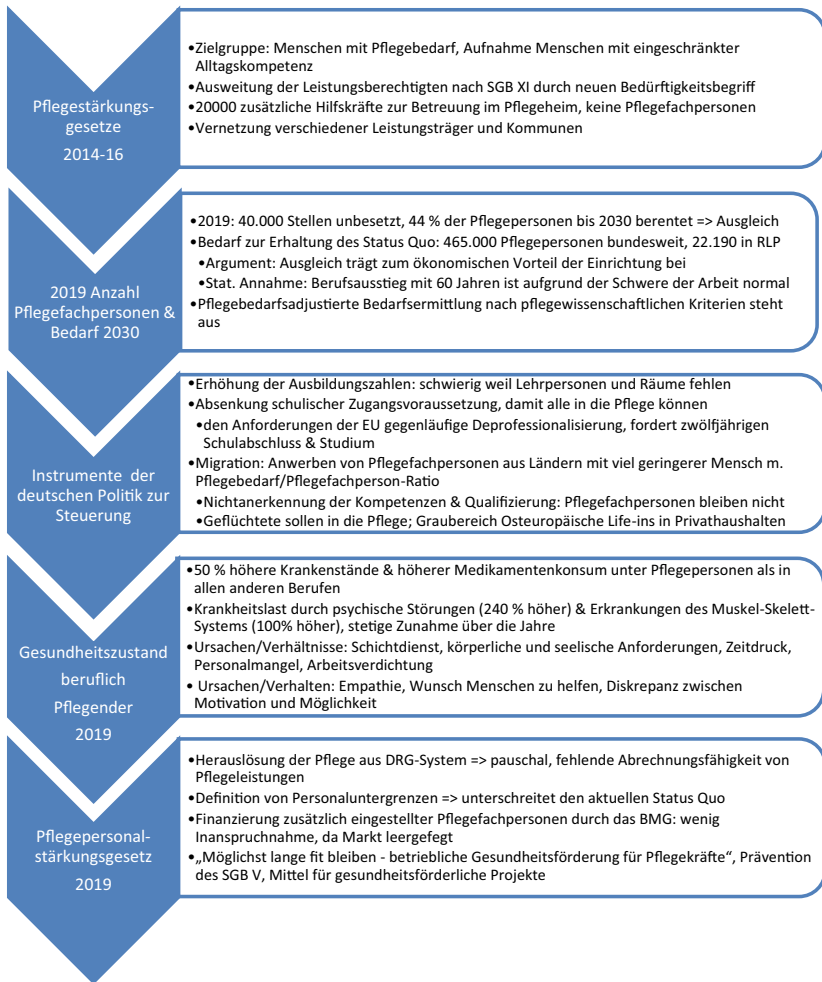 Pflegestärkungs-
gesetze
2014-16
•Zielgruppe: Menschen mit Pflegebedarf, Aufnahme Menschen mit eingeschränkter
Alltagskompetenz
•Ausweitung der Leistungsberechtigten nach SGB XI durch neuen Bedürftigkeitsbegriff
•20000 zusätzliche Hilfskräfte zur Betreuung im Pflegeheim, keine Pflegefachpersonen
•Vernetzung verschiedener Leistungsträger und Kommunen
2019 Anzahl
Pflegefachpersonen &
Bedarf 2030
•2019: 40.000 Stellen unbesetzt, 44 % der Pflegepersonen bis 2030 berentet => Ausgleich
•Bedarf zur Erhaltung des Status Quo: 465.000 Pflegepersonen bundesweit, 22.190 in RLP
•Argument: Ausgleich trägt zum ökonomischen Vorteil der Einrichtung bei
•Stat. Annahme: Berufsausstieg mit 60 Jahren ist aufgrund der Schwere der Arbeit normal
•Pflegebedarfsadjustierte Bedarfsermittlung nach pflegewissenschaftlichen Kriterien steht
aus
Instrumente der
deutschen Politik zur
Steuerung
•Erhöhung der Ausbildungszahlen: schwierig weil Lehrpersonen und Räume fehlen
•Absenkung schulischer Zugangsvoraussetzung, damit alle in die Pflege können
•den Anforderungen der EU gegenläufige Deprofessionalisierung, fordert zwölfjährigen
Schulabschluss & Studium
•Migration: Anwerben von Pflegefachpersonen aus Ländern mit viel geringerer Mensch m.
Pflegebedarf/Pflegefachperson-Ratio
•Nichtanerkennung der Kompetenzen & Qualifizierung: Pflegefachpersonen bleiben nicht
•Geflüchtete sollen in die Pflege; Graubereich Osteuropäische Life-ins in Privathaushalten
Gesundheitszustand
beruflich
Pflegender
2019
•50 % höhere Krankenstände & höherer Medikamentenkonsum unter Pflegepersonen als in
allen anderen Berufen
•Krankheitslast durch psychische Störungen (240 % höher) & Erkrankungen des Muskel-Skelett-
Systems (100% höher), stetige Zunahme über die Jahre
•Ursachen/Verhältnisse: Schichtdienst, körperliche und seelische Anforderungen, Zeitdruck,
Personalmangel, Arbeitsverdichtung
• Ursachen/Verhalten: Empathie, Wunsch Menschen zu helfen, Diskrepanz zwischen
Motivation und Möglichkeit
Pflegepersonal-
stärkungsgesetz
2019
•Herauslösung der Pflege aus DRG-System => pauschal, fehlende Abrechnungsfähigkeit von
Pflegeleistungen
•Definition von Personaluntergrenzen => unterschreitet den aktuellen Status Quo
•Finanzierung zusätzlich eingestellter Pflegefachpersonen durch das BMG: wenig
Inanspruchnahme, da Markt leergefegt
•„Möglichst lange fit bleiben - betriebliche Gesundheitsförderung für Pflegekräfte“, Prävention
des SGB V, Mittel für gesundheitsförderliche Projekte